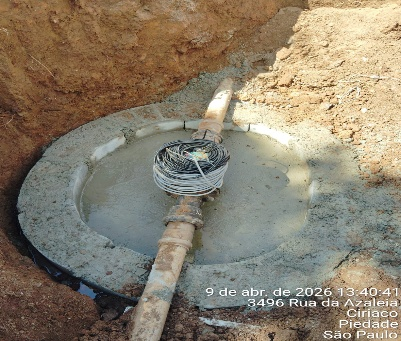 9 de abr. de 2026 13:40:41
3496 Rua da Azaleia
Ciriaco
Piedade
São Paulo